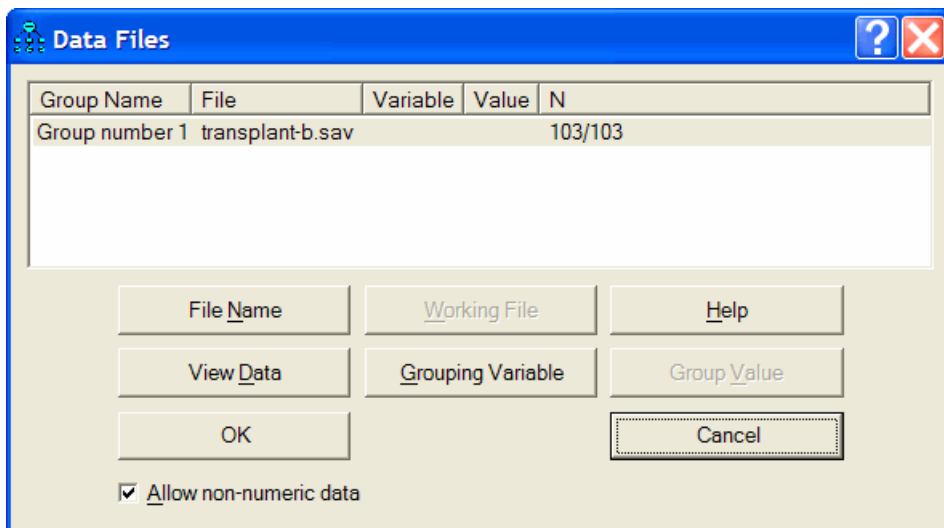 Data Files
Group Name File Variable Value N
Group number 1 transplant-b.sav 103/103
File Name Working File Help
View Data Grouping Variable Group Value
OK Cancel
Allow non-numeric data